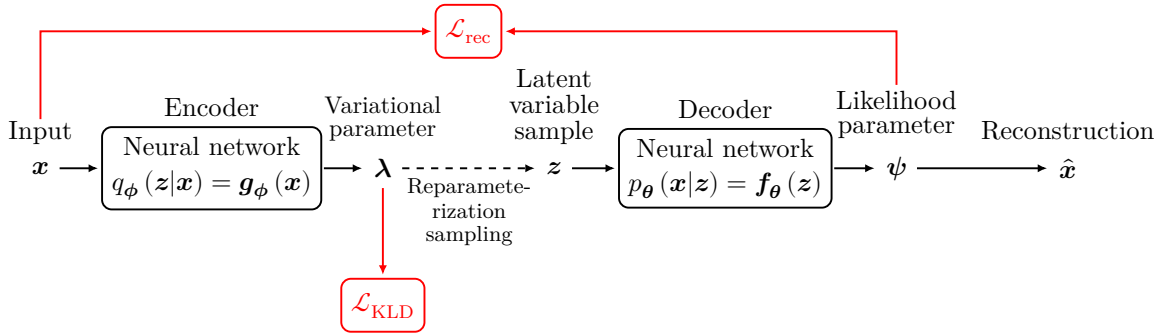 ℒ_rec
Input
𝒙
Encoder
Neural network
q_𝝓 (𝒛|𝒙) = 𝒈_𝝓 (𝒙)
Variational
parameter
𝝀
Reparamete-
rization
sampling
ℒ_KLD
Latent
variable
sample
𝒛
Decoder
Neural network
p_𝜽 (𝒙|𝒛) = 𝒇_𝜽 (𝒛)
Likelihood
parameter
𝝍
Reconstruction
𝒙̂